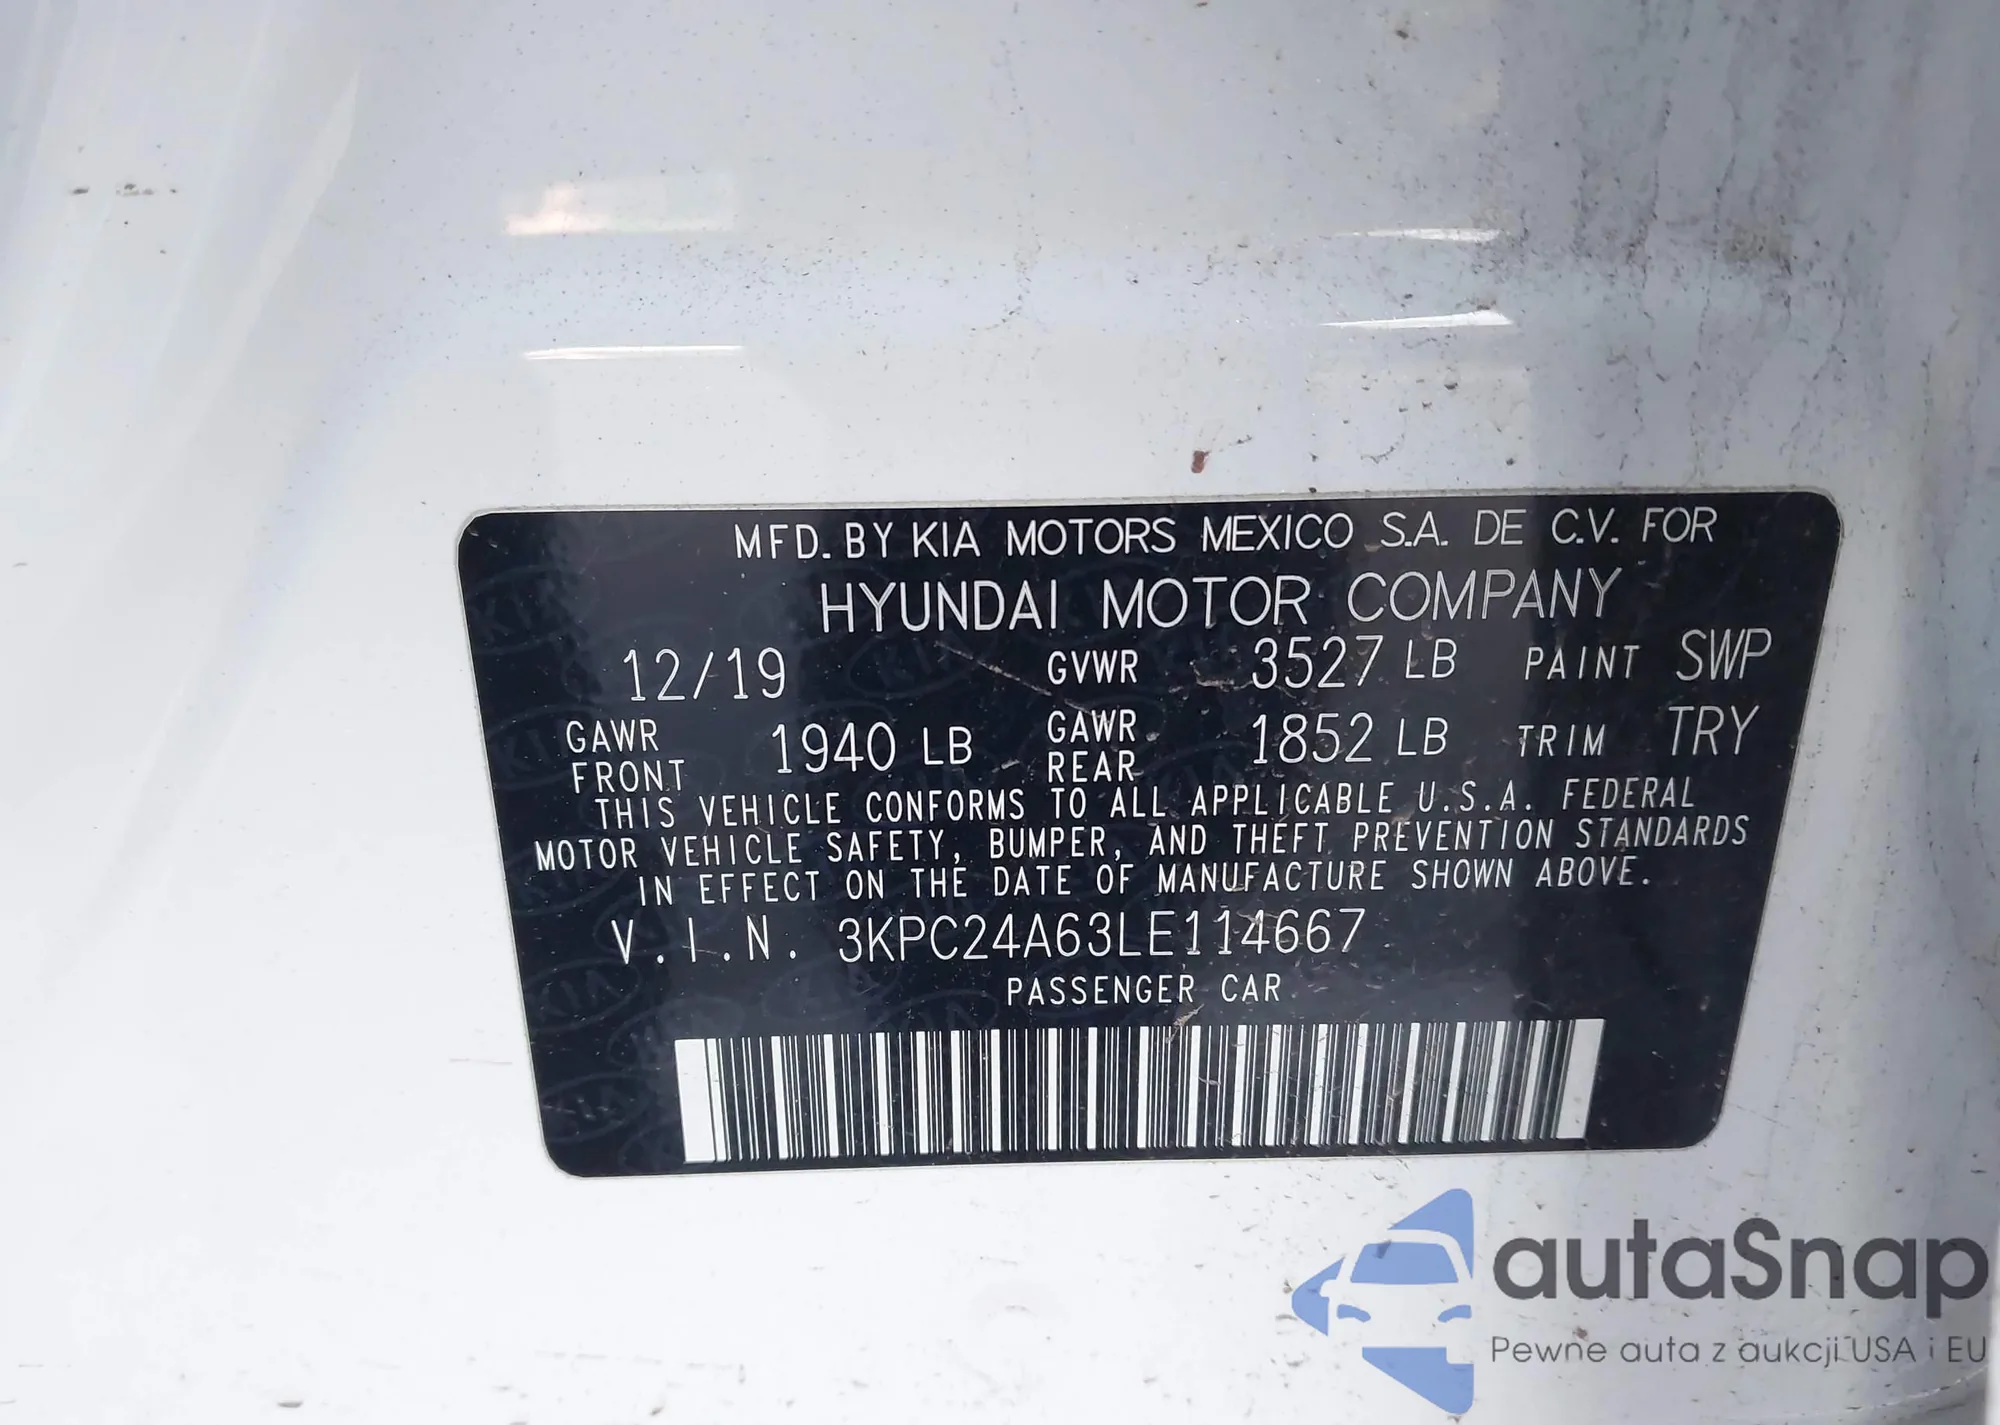 MFD. BY KIA MOTORS MEXICO S.A. DE C.V. FOR
HYUNDAI MOTOR COMPANY
12/19 GVWR 3527 LB PAINT SWP
GAWR FRONT 1940 LB GAWR REAR 1852 LB TRIM TRY
THIS VEHICLE CONFORMS TO ALL APPLICABLE U.S.A. FEDERAL
MOTOR VEHICLE SAFETY, BUMPER, AND THEFT PREVENTION STANDARDS
IN EFFECT ON THE DATE OF MANUFACTURE SHOWN ABOVE.
V.I.N. 3KPC24A63LE114667
PASSENGER CAR
autaSnap
Pewne auta z aukcji USA i EU